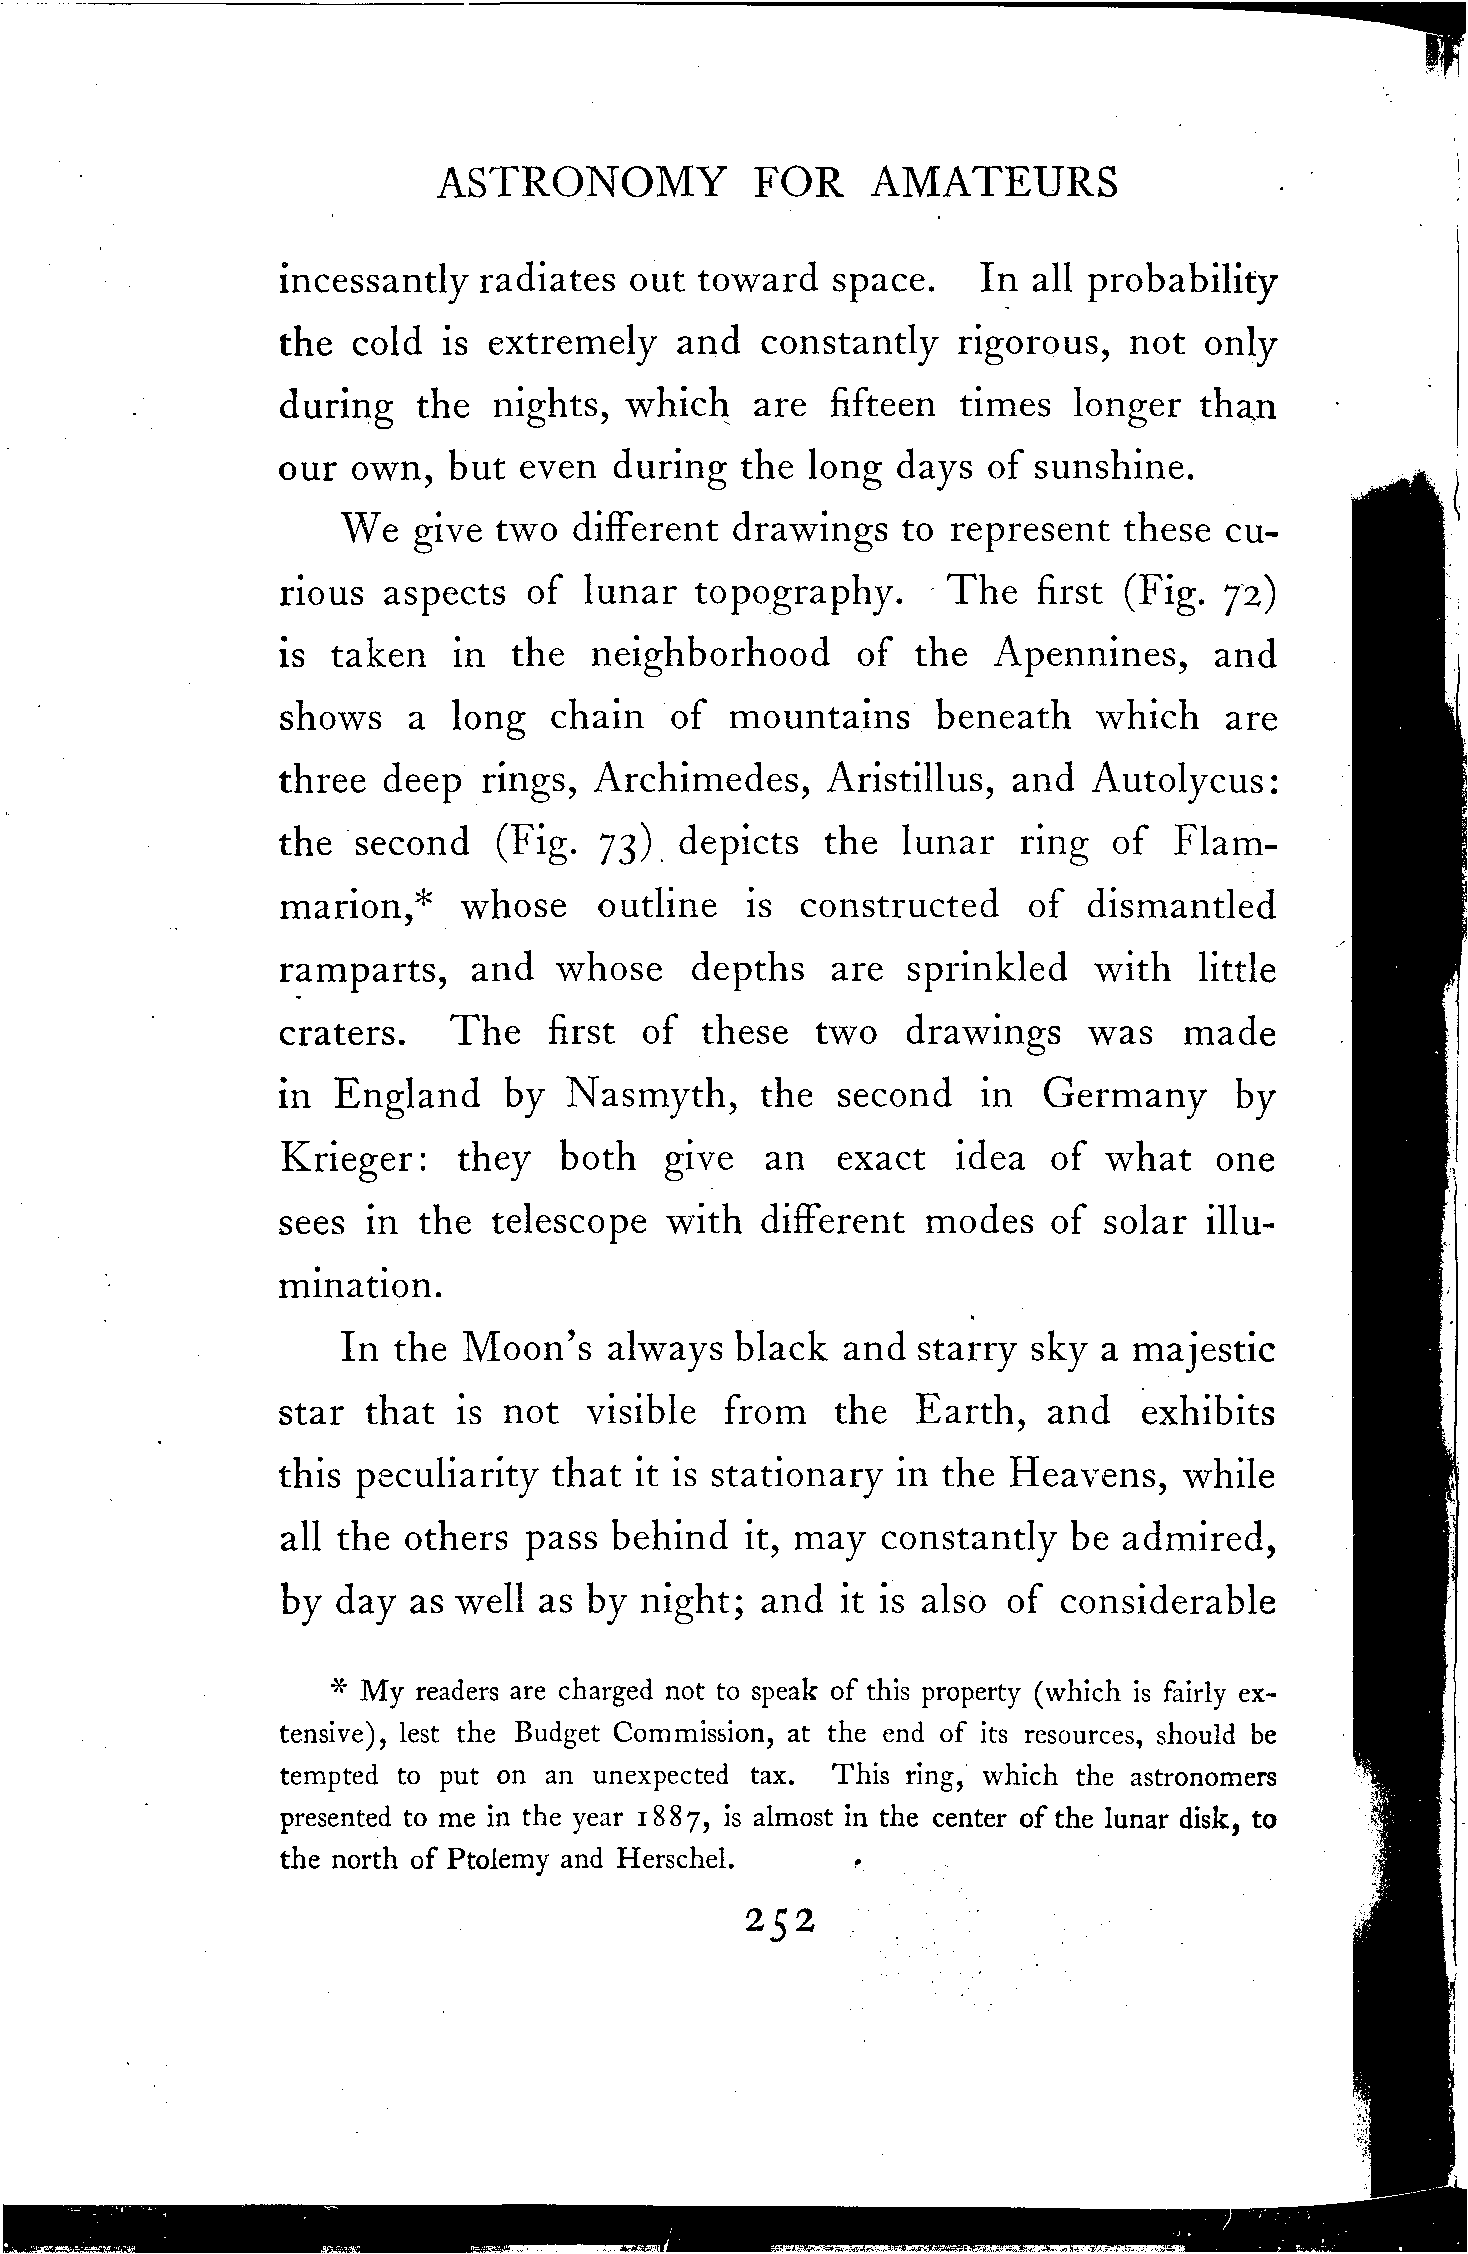 ASTRONOMY FOR AMATEURS
incessantly radiates out toward space. In all probability
the cold is extremely and constantly rigorous, not only
during the nights, which are fifteen times longer than
our own, but even during the long days of sunshine.
We give two different drawings to represent these cu-
rious aspects of lunar topography. The first (Fig. 72)
is taken in the neighborhood of the Apennines, and
shows a long chain of mountains beneath which are
three deep rings, Archimedes, Aristillus, and Autolycus:
the second (Fig. 73) depicts the lunar ring of Flam-
marion,* whose outline is constructed of dismantled
ramparts, and whose depths are sprinkled with little
craters. The first of these two drawings was made
in England by Nasmyth, the second in Germany by
Krieger: they both give an exact idea of what one
sees in the telescope with different modes of solar illu-
mination.
In the Moon's always black and starry sky a majestic
star that is not visible from the Earth, and exhibits
this peculiarity that it is stationary in the Heavens, while
all the others pass behind it, may constantly be admired,
by day as well as by night; and it is also of considerable
* My readers are charged not to speak of this property (which is fairly ex-
tensive), lest the Budget Commission, at the end of its resources, should be
tempted to put on an unexpected tax. This ring, which the astronomers
presented to me in the year 1887, is almost in the center of the lunar disk, to
the north of Ptolemy and Herschel.
252